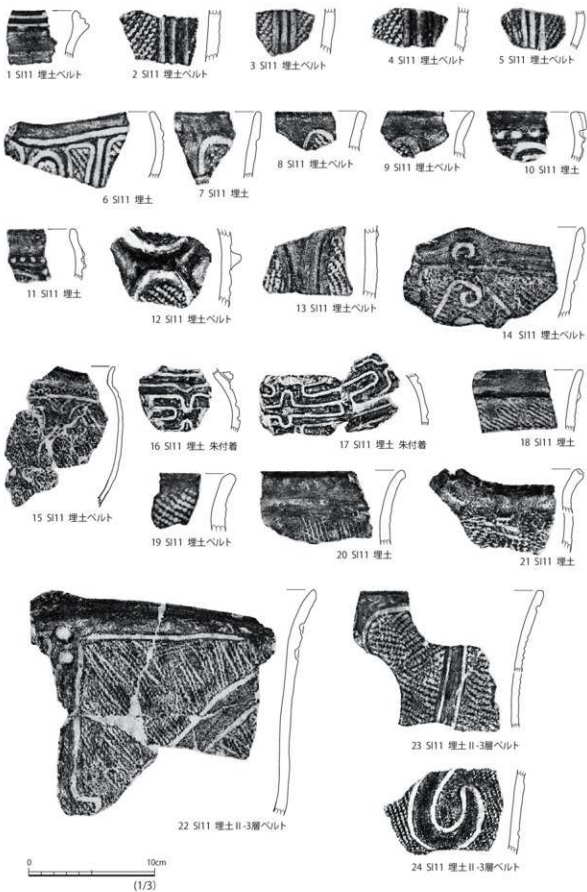 1 SI11 埋土ベルト
2 SI11 埋土ベルト
3 SI11 埋土ベルト
4 SI11 埋土ベルト
5 SI11 埋土ベルト
6 SI11 埋土
7 SI11 埋土
8 SI11 埋土ベルト
9 SI11 埋土ベルト
10 SI11 埋土
11 SI11 埋土
12 SI11 埋土ベルト
13 SI11 埋土ベルト
14 SI11 埋土ベルト
15 SI11 埋土ベルト
16 SI11 埋土 朱付着
17 SI11 埋土 朱付着
18 SI11 埋土
19 SI11 埋土ベルト
20 SI11 埋土
21 SI11 埋土
22 SI11 埋土Ⅱ-3層ベルト
23 SI11 埋土Ⅱ-3層ベルト
24 SI11 埋土Ⅱ-3層ベルト
0 10cm
(1/3)